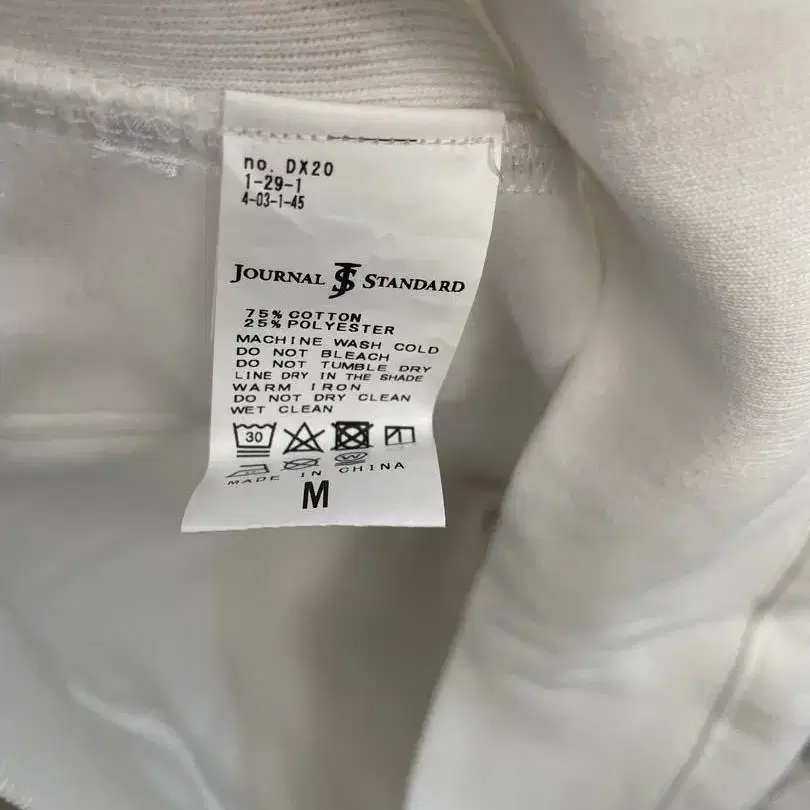 no. DX20
1-29-1
4-03-1-45
JOURNAL JS STANDARD
75% COTTON
25% POLYESTER
MACHINE WASH COLD
DO NOT BLEACH
DO NOT TUMBLE DRY
LINE DRY IN THE SHADE
WARM IRON
DO NOT DRY CLEAN
WET CLEAN
30
W
MADE IN CHINA
M